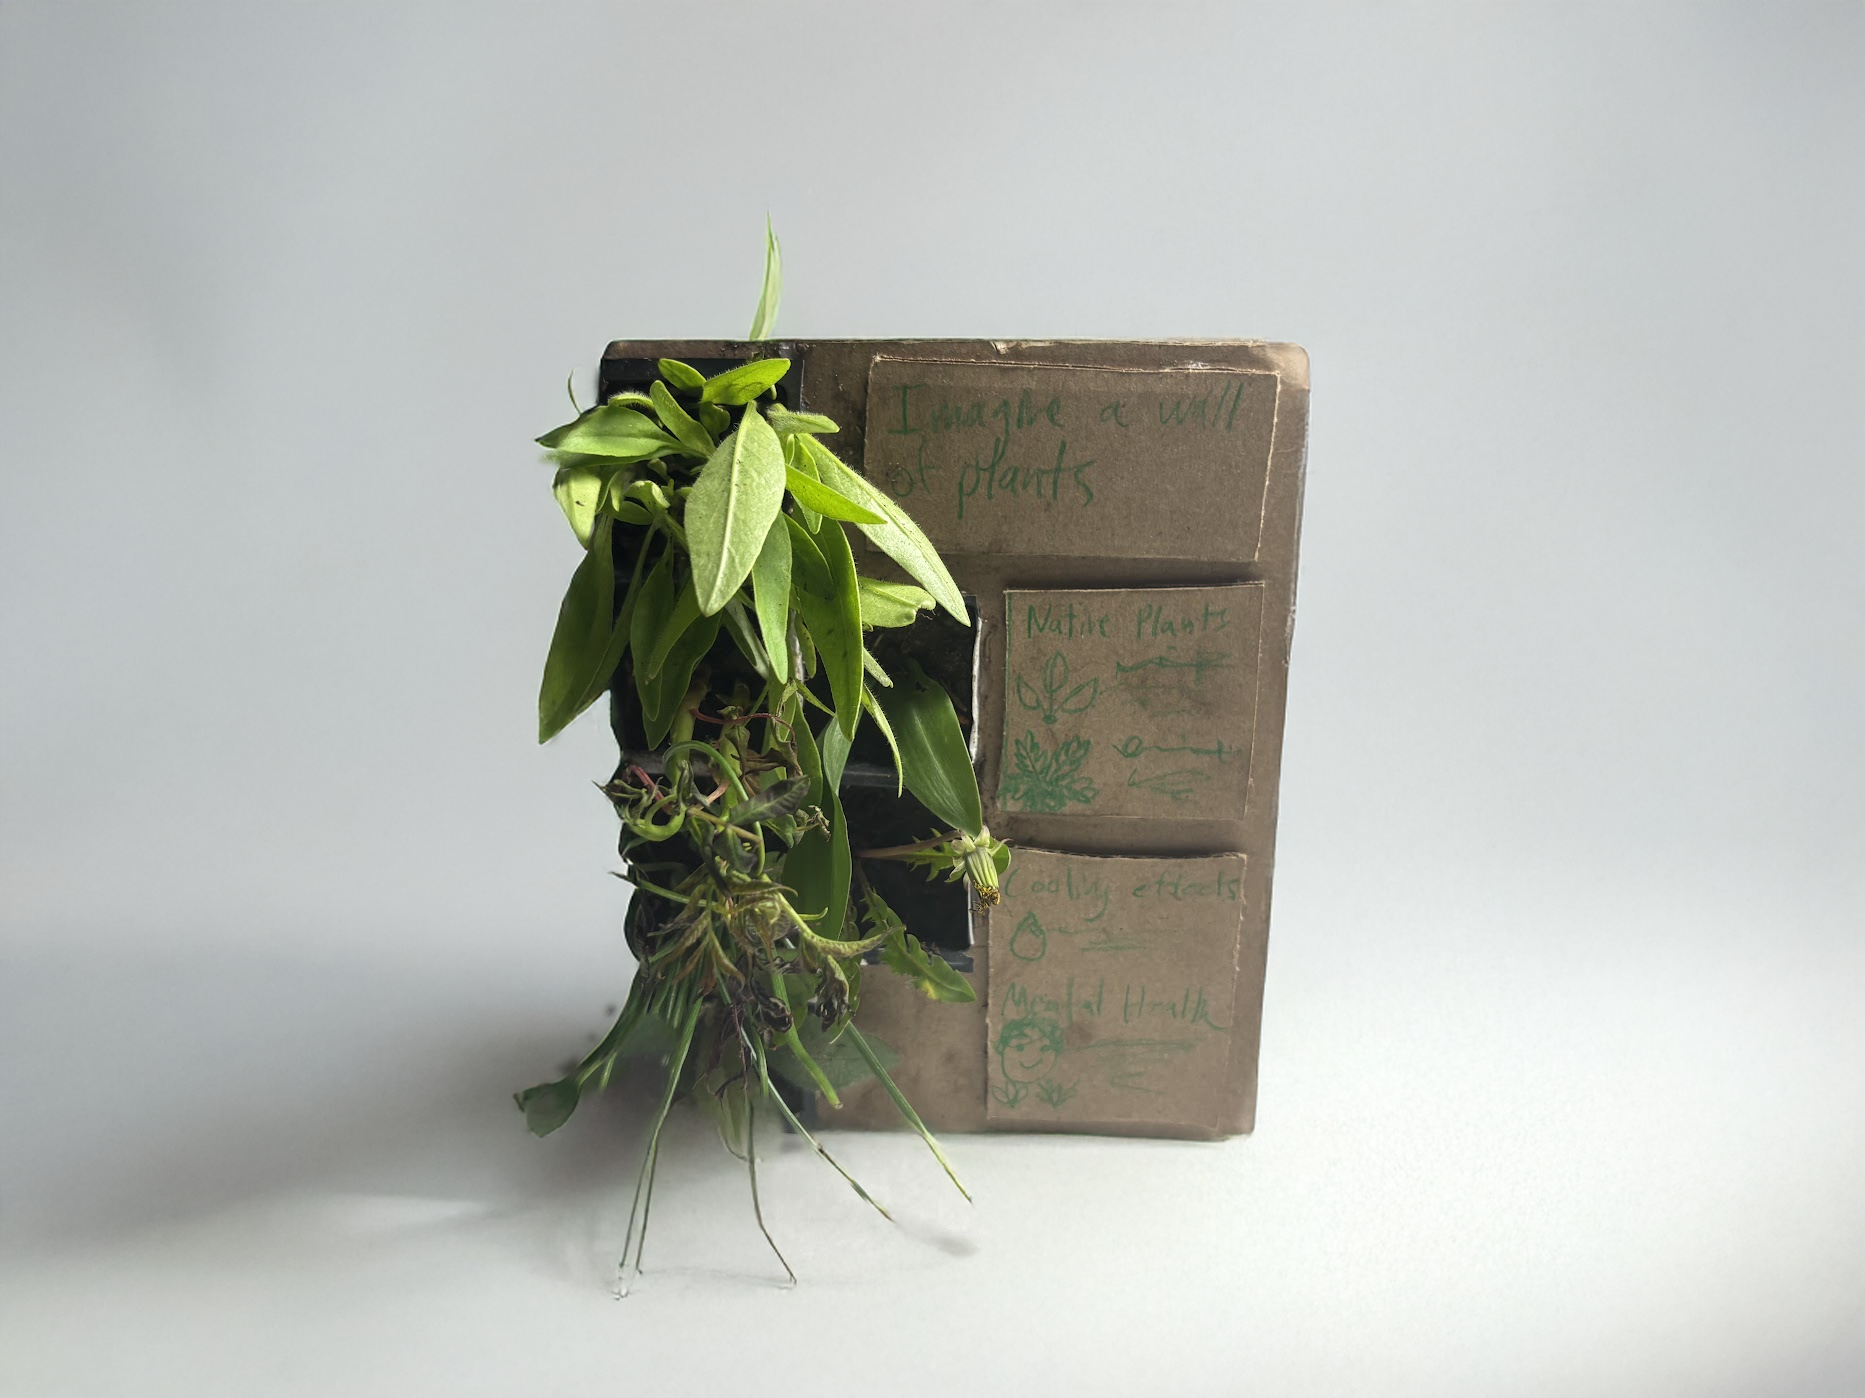 Imagine a wall
of plants
Native Plants
Cooling effects
Mental Health